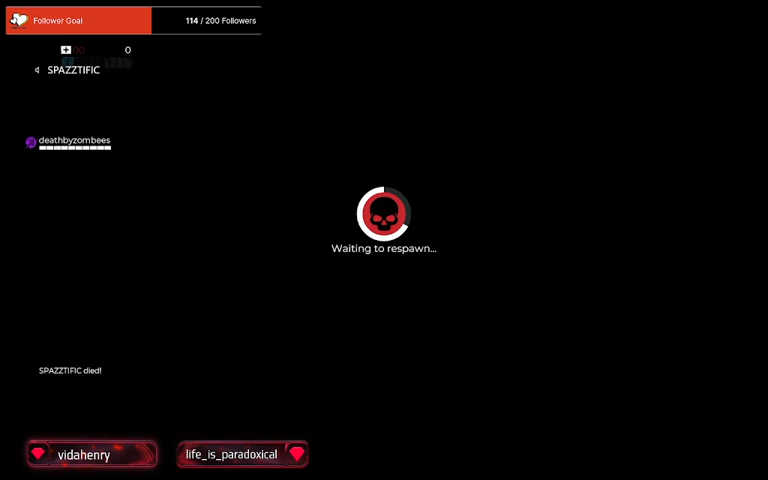 Follower Goal
114 / 200 Followers
0
SPAZZTIFIC
deathbyzombees
Waiting to respawn...
SPAZZTIFIC died!
vidahenry
life_is_paradoxical